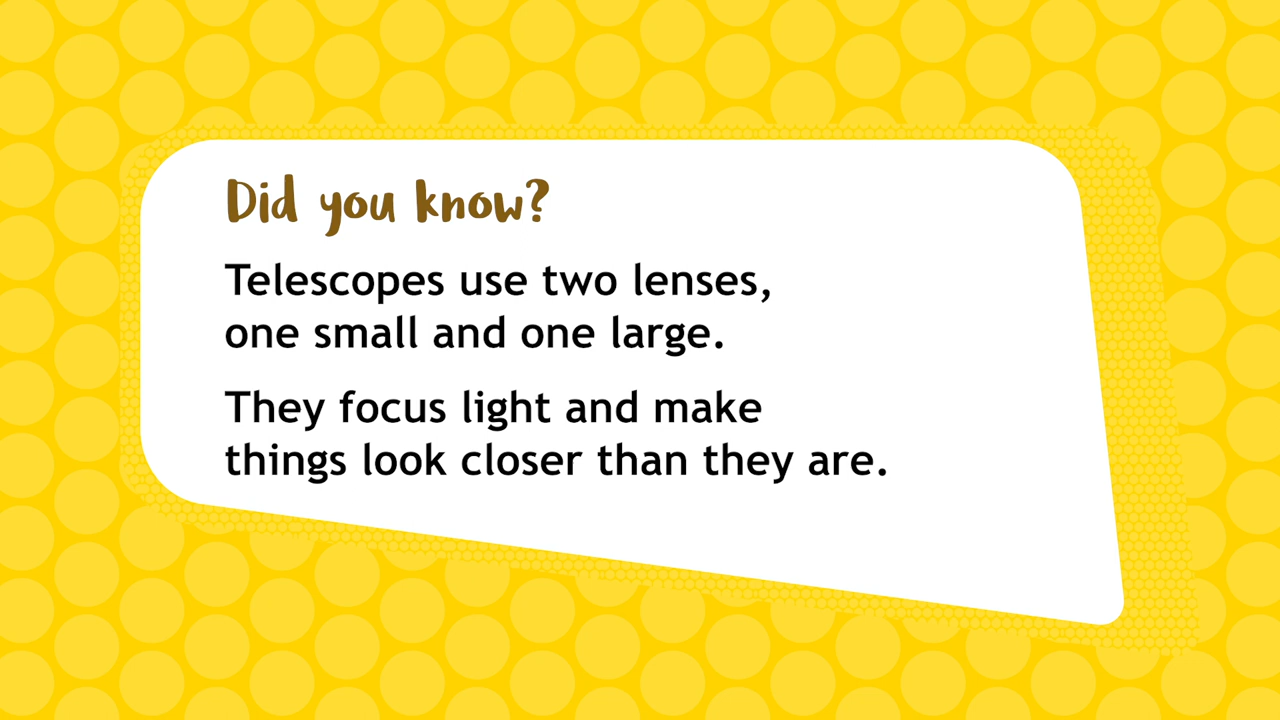 Did you know?
Telescopes use two lenses,
one small and one large.
They focus light and make
things look closer than they are.